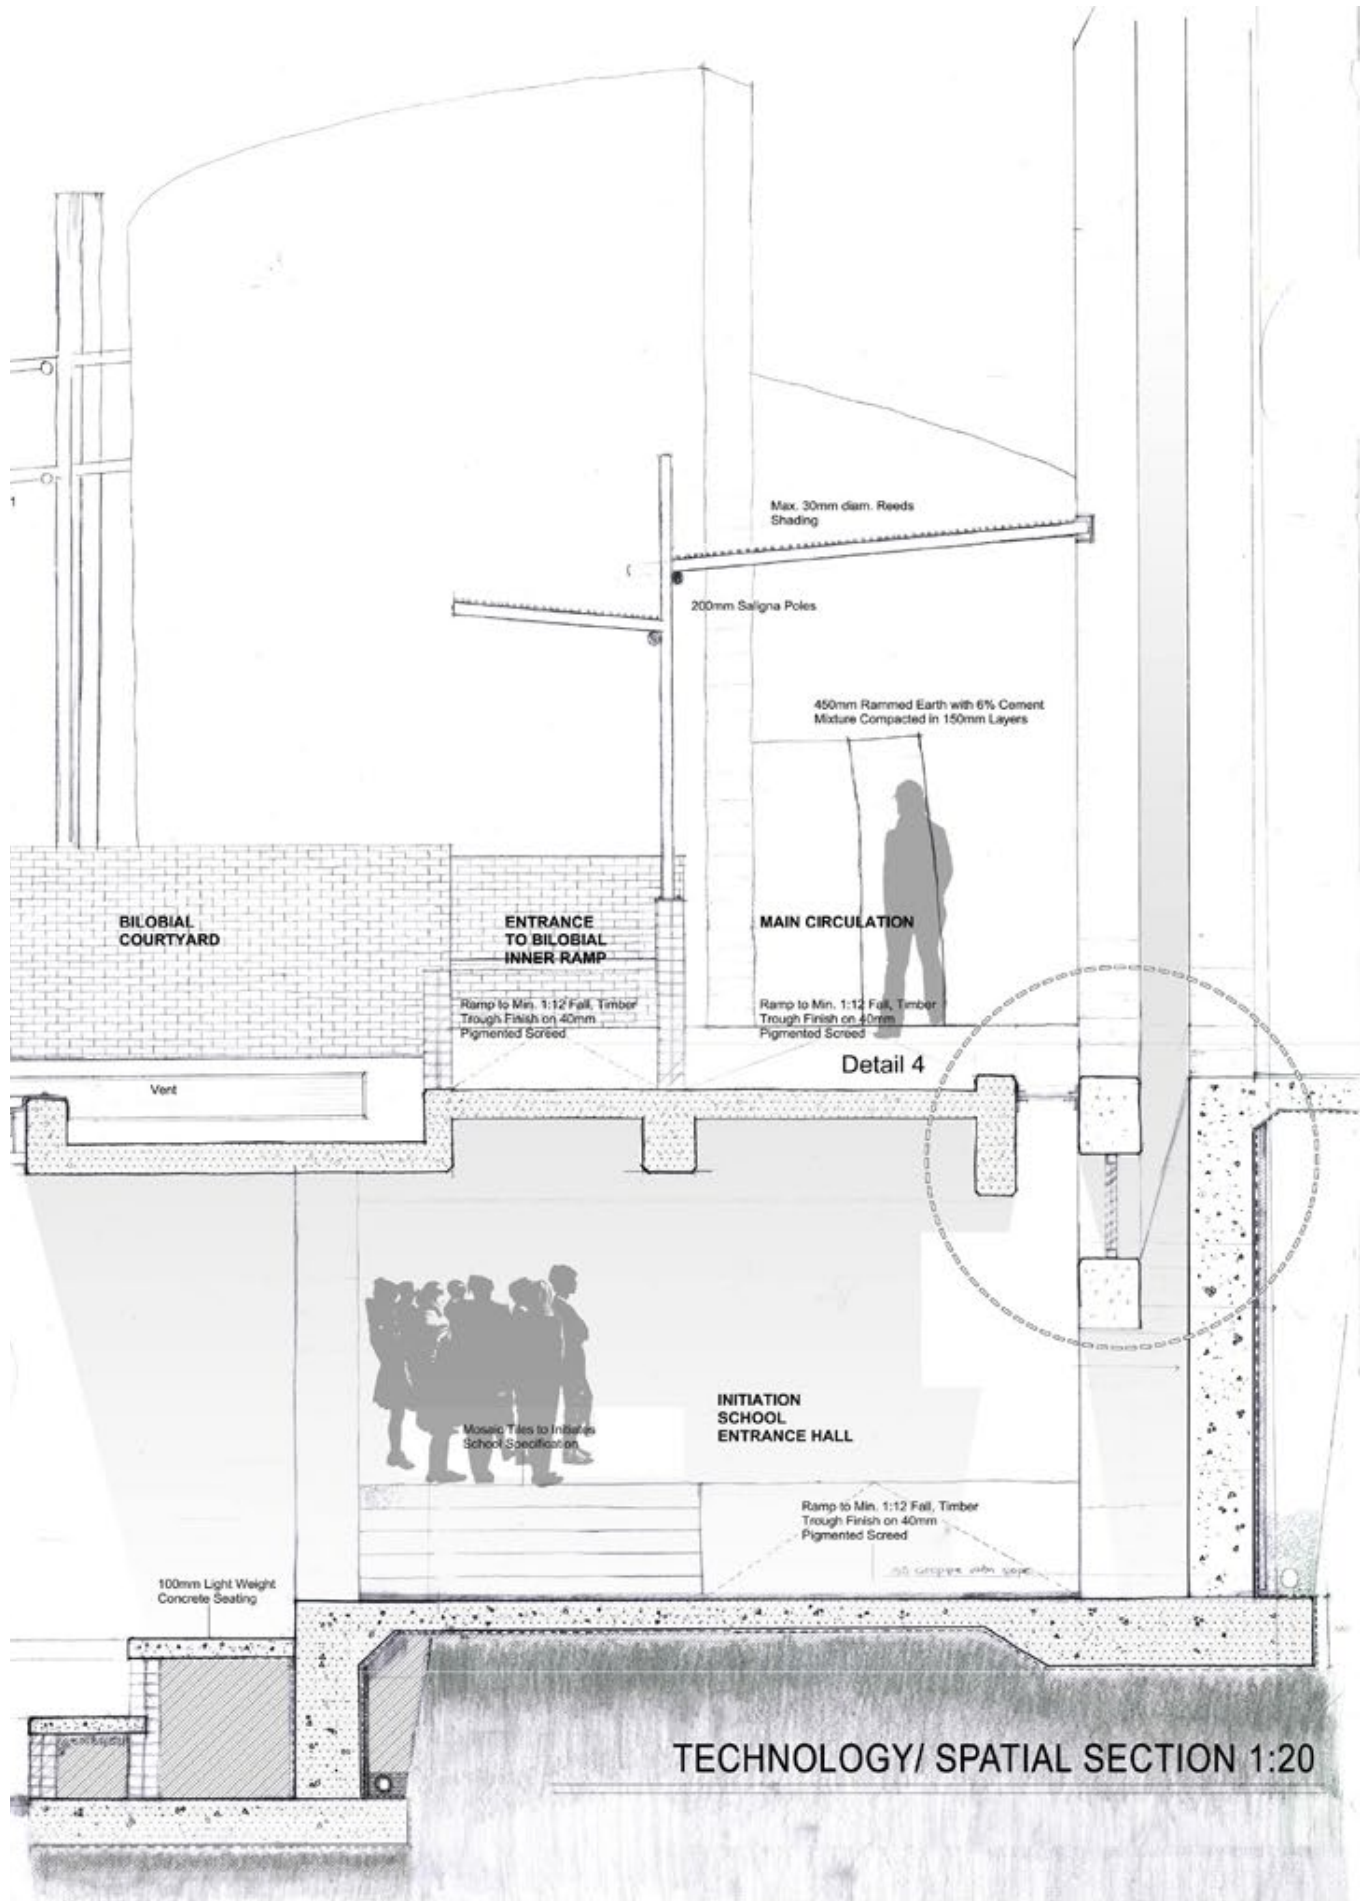 1
Max. 30mm diam. Reeds
Shading
200mm Saligna Poles
450mm Rammed Earth with 6% Cement
Mixture Compacted in 150mm Layers
BILOBIAL
COURTYARD
ENTRANCE
TO BILOBIAL
INNER RAMP
MAIN CIRCULATION
Ramp to Min. 1:12 Fall, Timber
Trough Finish on 40mm
Pigmented Screed
Ramp to Min. 1:12 Fall, Timber
Trough Finish on 40mm
Pigmented Screed
Detail 4
Vent
INITIATION
SCHOOL
ENTRANCE HALL
Mosaic Tiles to Initiates
School Specification
Ramp to Min. 1:12 Fall, Timber
Trough Finish on 40mm
Pigmented Screed
100mm Light Weight
Concrete Seating
TECHNOLOGY/ SPATIAL SECTION 1:20